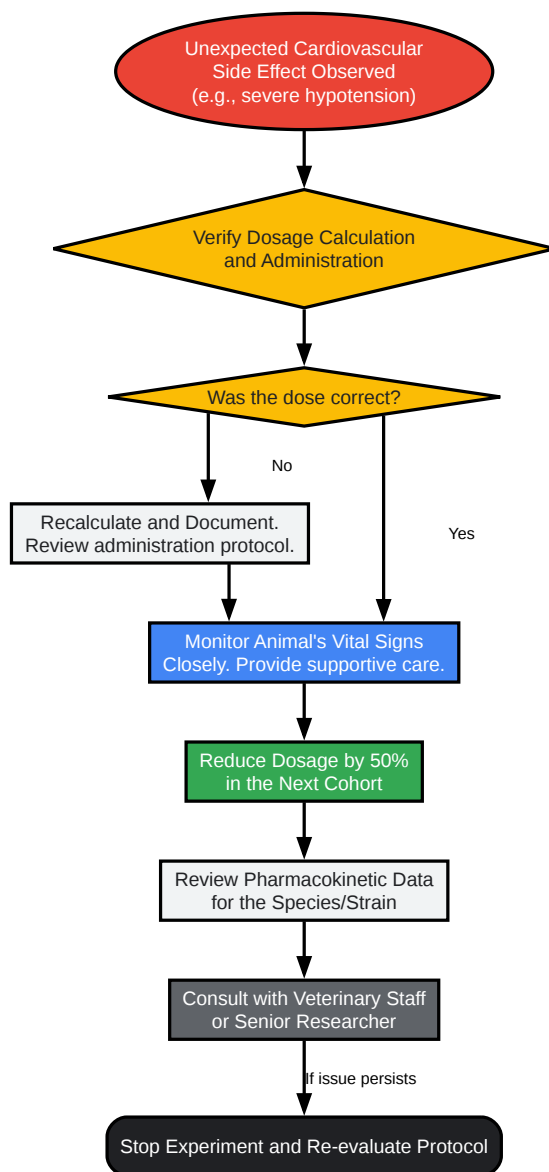 Unexpected Cardiovascular
Side Effect Observed
(e.g., severe hypotension)
Verify Dosage Calculation
and Administration
Was the dose correct?
No
Recalculate and Document.
Review administration protocol.
Yes
Monitor Animal's Vital Signs
Closely. Provide supportive care.
Reduce Dosage by 50%
in the Next Cohort
Review Pharmacokinetic Data
for the Species/Strain
Consult with Veterinary Staff
or Senior Researcher
If issue persists
Stop Experiment and Re-evaluate Protocol